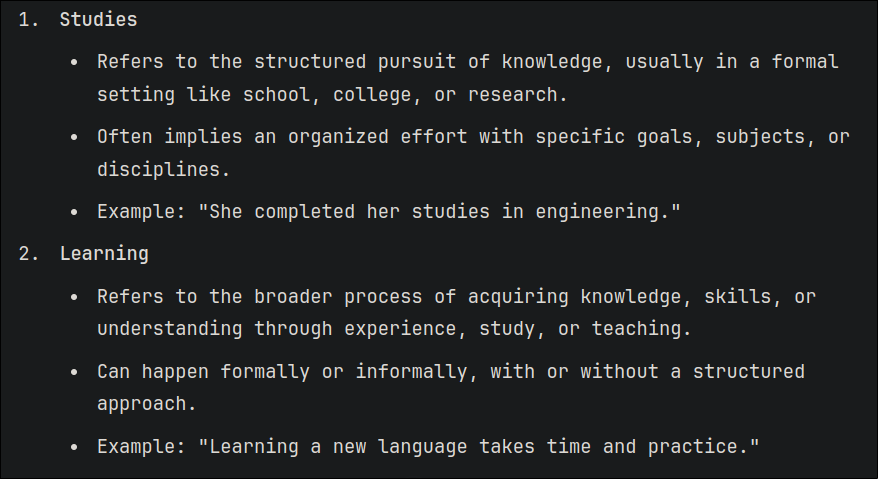 1. Studies
• Refers to the structured pursuit of knowledge, usually in a formal
setting like school, college, or research.
• Often implies an organized effort with specific goals, subjects, or
disciplines.
• Example: "She completed her studies in engineering."
2. Learning
• Refers to the broader process of acquiring knowledge, skills, or
understanding through experience, study, or teaching.
• Can happen formally or informally, with or without a structured
approach.
• Example: "Learning a new language takes time and practice."